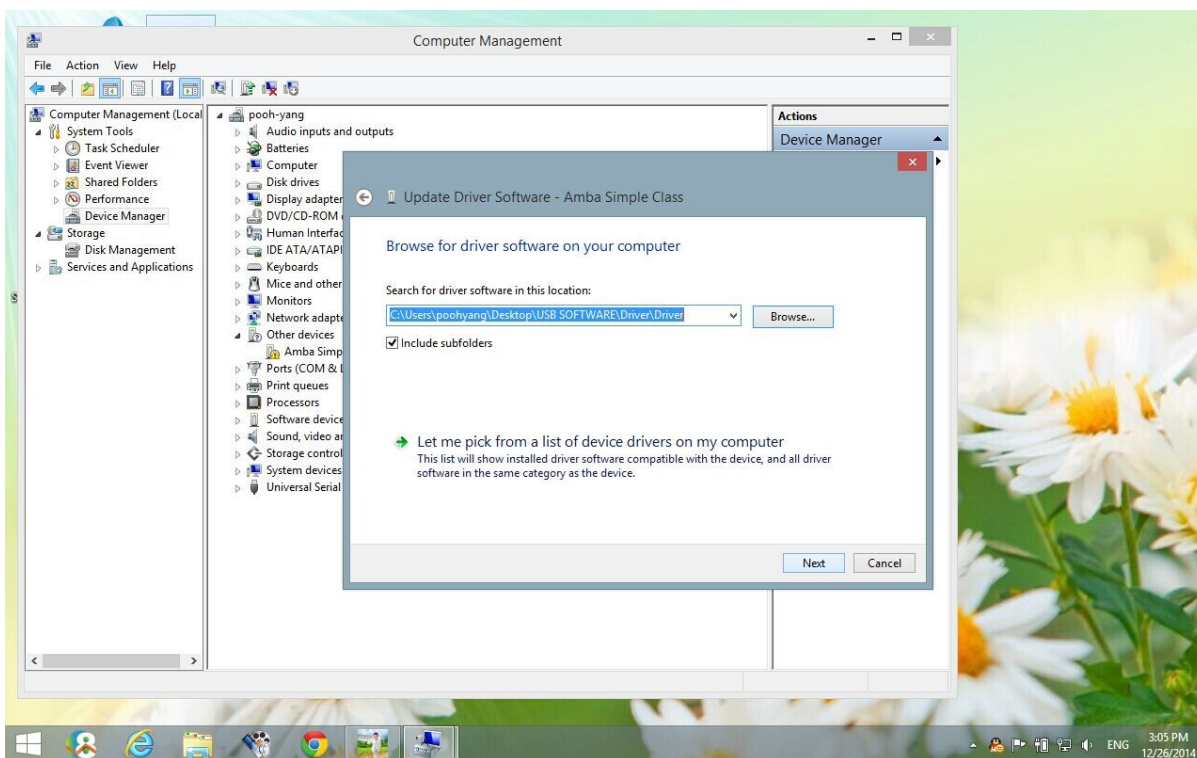 Computer Management
File Action View Help
Computer Management (Local
System Tools
Task Scheduler
Event Viewer
Shared Folders
Performance
Device Manager
Storage
Disk Management
Services and Applications
pooh-yang
Audio inputs and outputs
Batteries
Computer
Disk drives
Display adapter
DVD/CD-ROM
Human Interfac
IDE ATA/ATAPI
Keyboards
Mice and other
Monitors
Network adapte
Other devices
Amba Simp
Ports (COM & L
Print queues
Processors
Software device
Sound, video ar
Storage control
System devices
Universal Serial
Actions
Device Manager
Update Driver Software - Amba Simple Class
Browse for driver software on your computer
Search for driver software in this location:
C:\Users\poohyang\Desktop\USB SOFTWARE\Driver\Driver
Browse...
Include subfolders
Let me pick from a list of device drivers on my computer
This list will show installed driver software compatible with the device, and all driver
software in the same category as the device.
Next Cancel
ENG
3:05 PM
12/26/2014